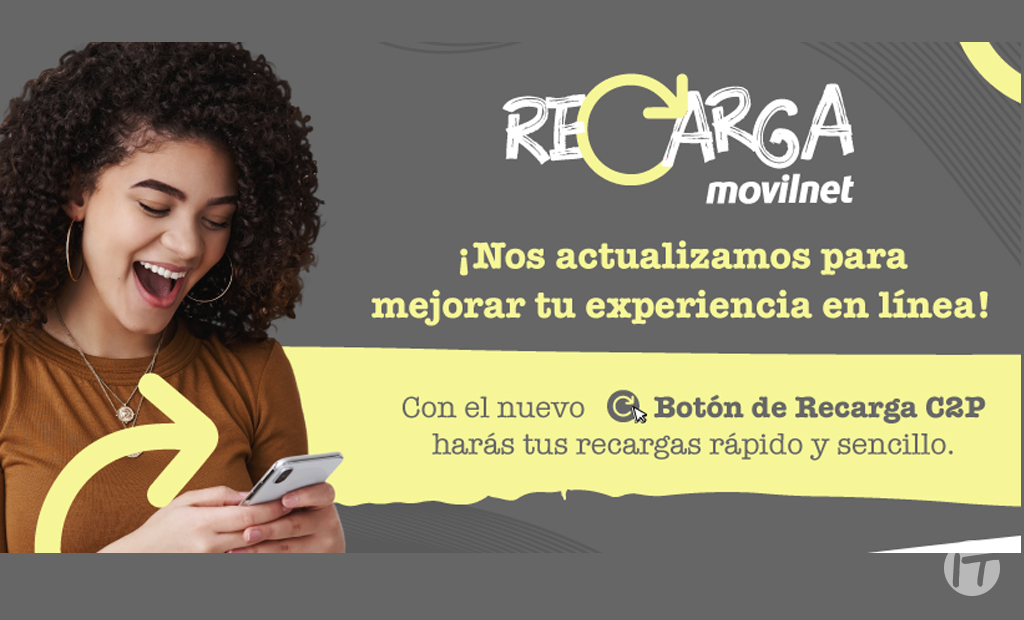 RECARGA
movilnet
¡Nos actualizamos para
mejorar tu experiencia en línea!
Con el nuevo Botón de Recarga C2P
harás tus recargas rápido y sencillo.
IT